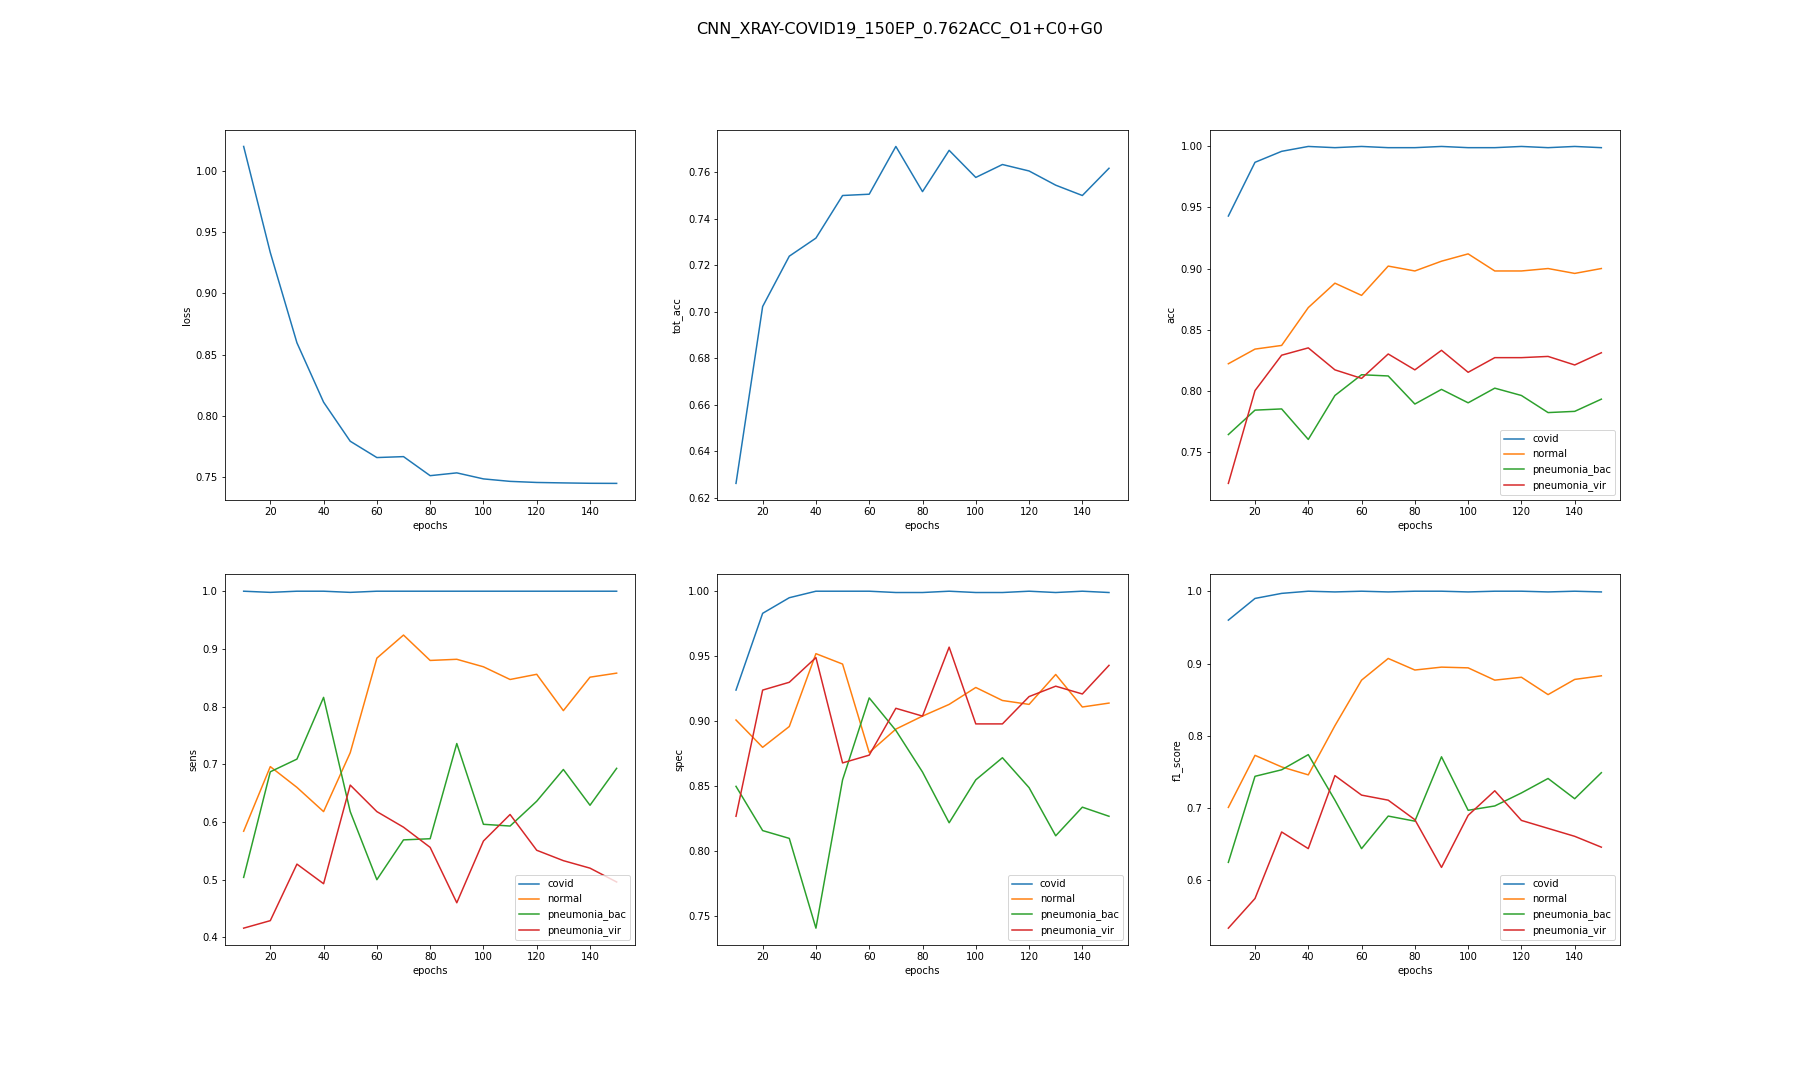 CNN_XRAY-COVID19_150EP_0.762ACC_O1+C0+G0
loss
1.00
0.95
0.90
0.85
0.80
0.75
20 40 60 80 100 120 140
epochs
tot_acc
0.76
0.74
0.72
0.70
0.68
0.66
0.64
0.62
20 40 60 80 100 120 140
epochs
acc
1.00
0.95
0.90
0.85
0.80
0.75
covid
normal
pneumonia_bac
pneumonia_vir
20 40 60 80 100 120 140
epochs
sens
1.0
0.9
0.8
0.7
0.6
0.5
0.4
covid
normal
pneumonia_bac
pneumonia_vir
20 40 60 80 100 120 140
epochs
spec
1.00
0.95
0.90
0.85
0.80
0.75
covid
normal
pneumonia_bac
pneumonia_vir
20 40 60 80 100 120 140
epochs
f1_score
1.0
0.9
0.8
0.7
0.6
covid
normal
pneumonia_bac
pneumonia_vir
20 40 60 80 100 120 140
epochs